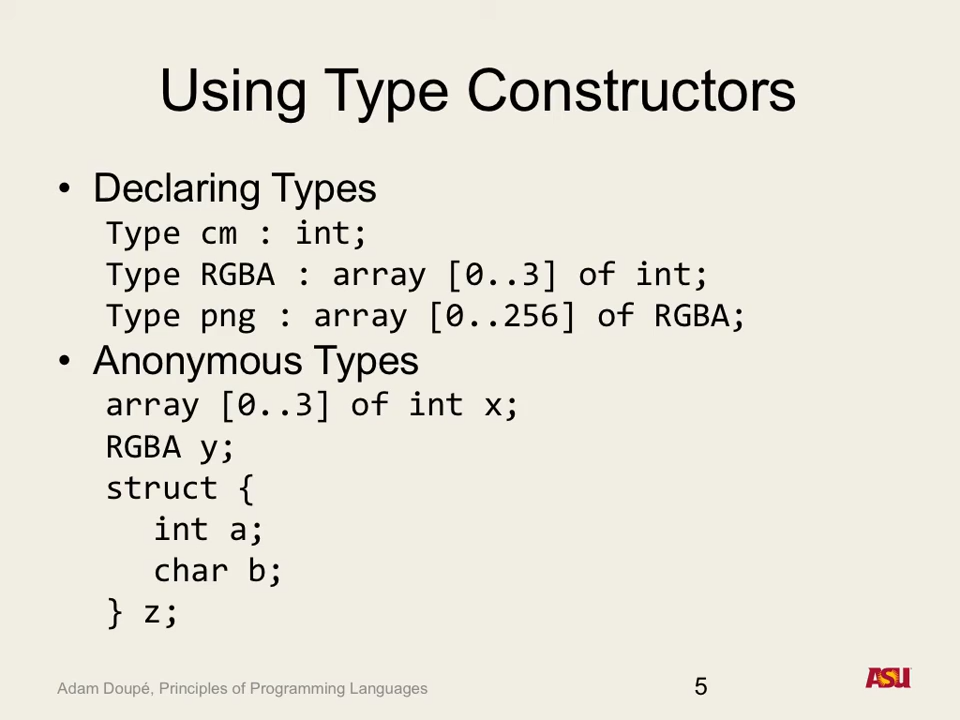 Using Type Constructors
• Declaring Types
Type cm : int;
Type RGBA : array [0..3] of int;
Type png : array [0..256] of RGBA;
• Anonymous Types
array [0..3] of int x;
RGBA y;
struct {
int a;
char b;
} z;
Adam Doupé, Principles of Programming Languages
5
ASU